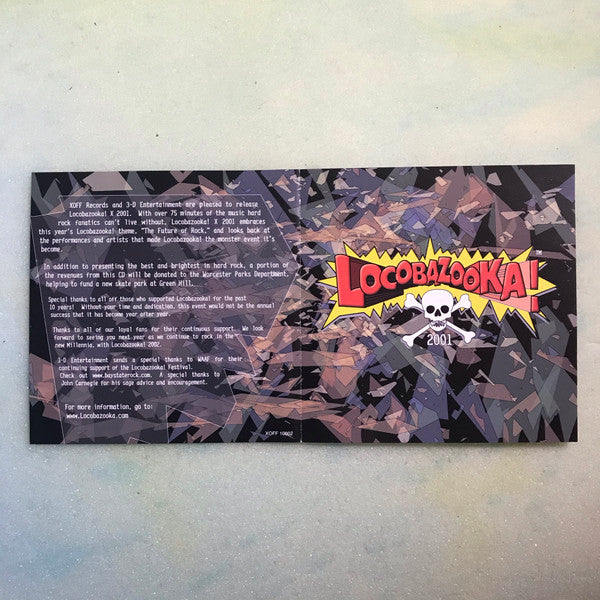 KOFF Records and 3-D Entertainment are pleased to release
Locobazooka! X 2001. With over 75 minutes of the music hard
rock fanatics can't live without, Locobazooka! X 2001 embraces
this year's Locobazooka! theme, "The Future of Rock," and looks back at
the performances and artists that made Locobazooka! the monster event it's
become.
In addition to presenting the best and brightest in hard rock, a portion of
the revenues from this CD will be donated to the Worcester Parks Department,
helping to fund a new skate park at Green Hill.
Special thanks to all of those who supported Locobazooka! for the past
10 years! Without your time and dedication, this event would not be the annual
success that it has become year after year.
Thanks to all of our loyal fans for their continuous support. We look
forward to seeing you next year as we continue to rock in the
new Millennia, with Locobazooka! 2002.
3-D Entertainment sends a special thanks to WAAF for their
continuing support of the Locobazooka! Festival.
Check out www.baystaterock.com. A special thanks to
John Carnegie for his sage advice and encouragement.
For more information, go to:
www.Locobazooka.com
KOFF 10002
LOCOBAZOOKA!
2001